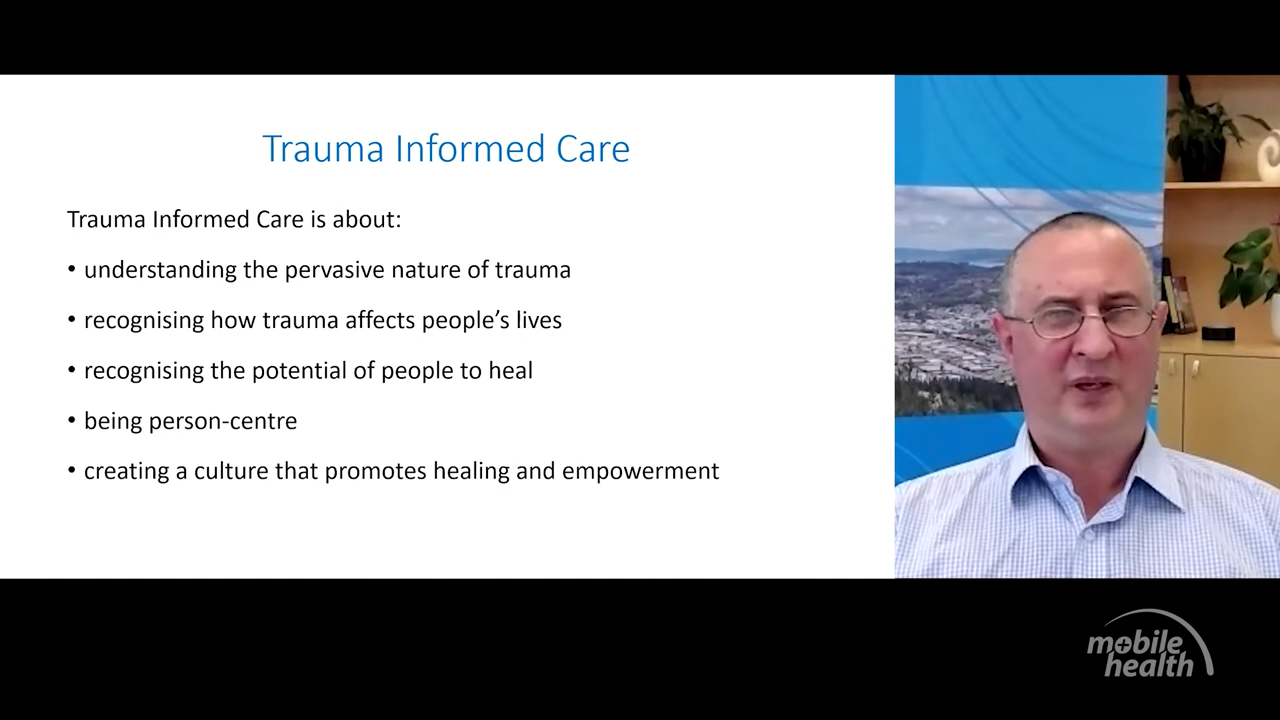 Trauma Informed Care
Trauma Informed Care is about:
• understanding the pervasive nature of trauma
• recognising how trauma affects people’s lives
• recognising the potential of people to heal
• being person-centre
• creating a culture that promotes healing and empowerment
mobile
health